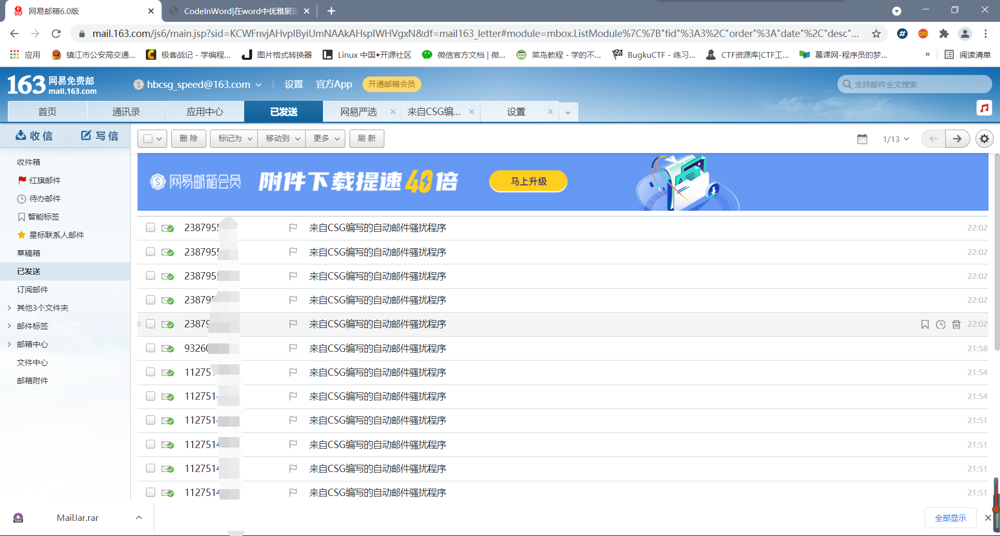 网易邮箱6.0版
CodeInWord|在word中优雅展现
mail.163.com/js6/main.jsp?sid=KCWFnvjAHvpIByiUmNAAkAHspIWHVgxN&df=mail163_letter#module=mbox.ListModule%7C%7B"fid"%3A3%2C"order"%3A"date"%2C"desc"...
应用 镇江市公安局交通... 极客战记 - 学编程... 图片格式转换器 Linux 中国◆开源社区 微信官方文档 | 微... 菜鸟教程 - 学的不... BugkuCTF - 练习... CTF资源库|CTF工... 慕课网-程序员的梦... » 阅读清单
163 网易免费邮
mail.163.com
hbcsg_speed@163.com 设置 官方App 开通邮箱会员 支持邮件全文搜索
首页 通讯录 应用中心 已发送 网易严选 来自CSG编... 设置
收信 写信 删 除 标记为 移动到 更多 刷 新 1/13
收件箱
红旗邮件
待办邮件
智能标签
星标联系人邮件
草稿箱
已发送
订阅邮件
其他3个文件夹
邮件标签
邮箱中心
文件中心
邮箱附件
网易邮箱会员 附件下载提速40倍 马上升级
238795 来自CSG编写的自动邮件骚扰程序 22:02
238795 来自CSG编写的自动邮件骚扰程序 22:02
238795 来自CSG编写的自动邮件骚扰程序 22:02
23879 来自CSG编写的自动邮件骚扰程序 22:02
23879 来自CSG编写的自动邮件骚扰程序 22:02
9326 来自CSG编写的自动邮件骚扰程序 21:58
11275 来自CSG编写的自动邮件骚扰程序 21:54
112751 来自CSG编写的自动邮件骚扰程序 21:54
112751 来自CSG编写的自动邮件骚扰程序 21:51
112751 来自CSG编写的自动邮件骚扰程序 21:51
112751 来自CSG编写的自动邮件骚扰程序 21:51
112751 来自CSG编写的自动邮件骚扰程序 21:51
RAR MailJar.rar 全部显示